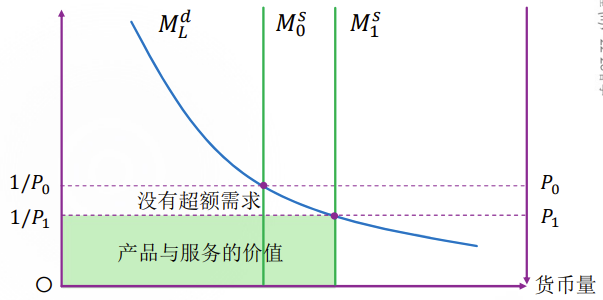 M_L^d
M_0^s
M_1^s
1/P_0
没有超额需求
P_0
1/P_1
P_1
产品与服务的价值
O
货币量